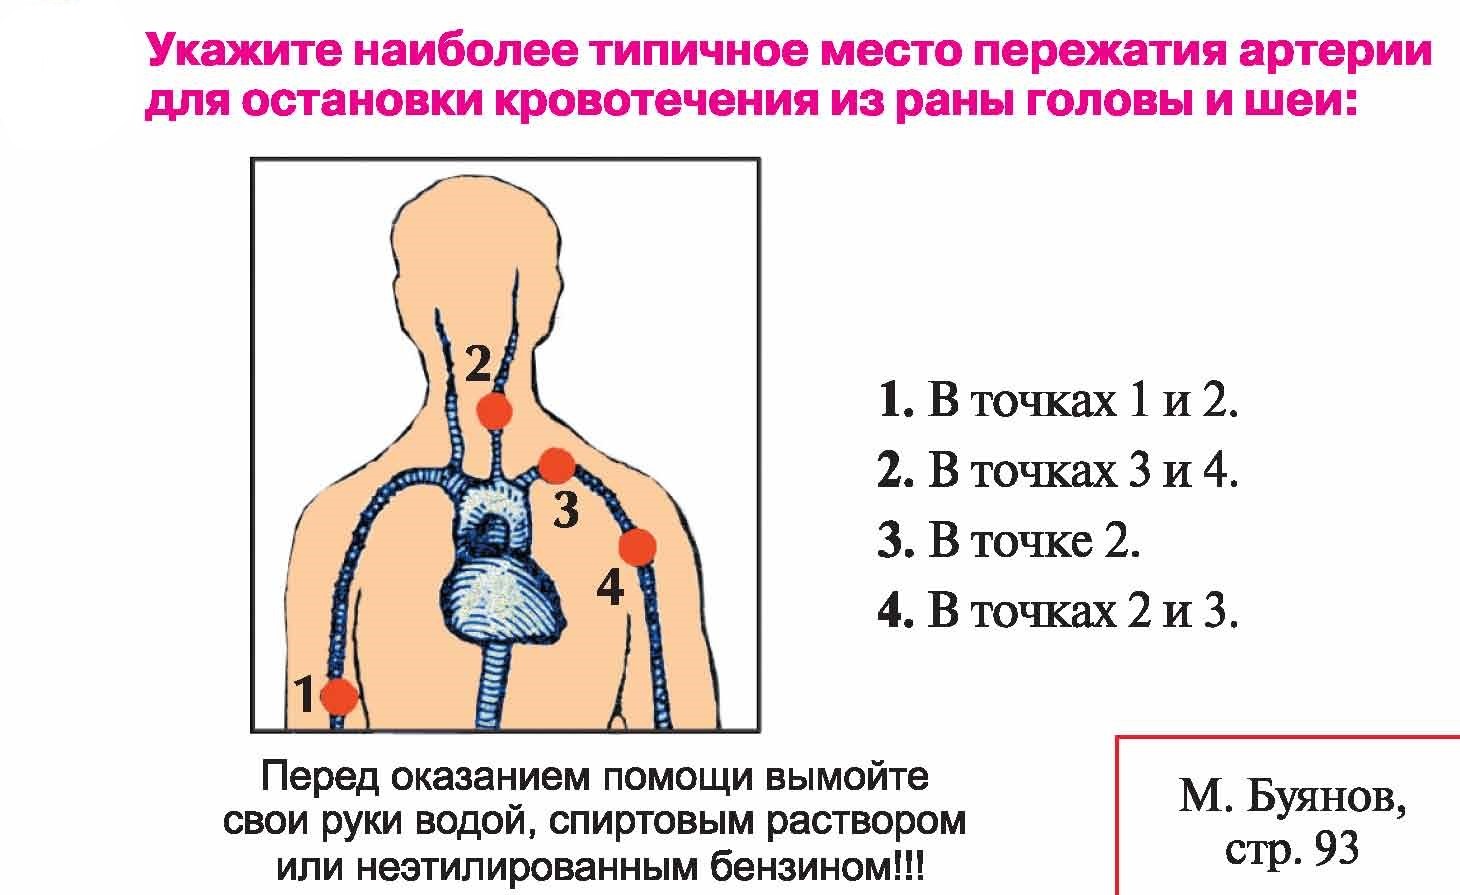 Укажите наиболее типичное место пережатия артерии
для остановки кровотечения из раны головы и шеи:
2
3
4
1
1. В точках 1 и 2.
2. В точках 3 и 4.
3. В точке 2.
4. В точках 2 и 3.
Перед оказанием помощи вымойте
свои руки водой, спиртовым раствором
или неэтилированным бензином!!!
М. Буянов,
стр. 93